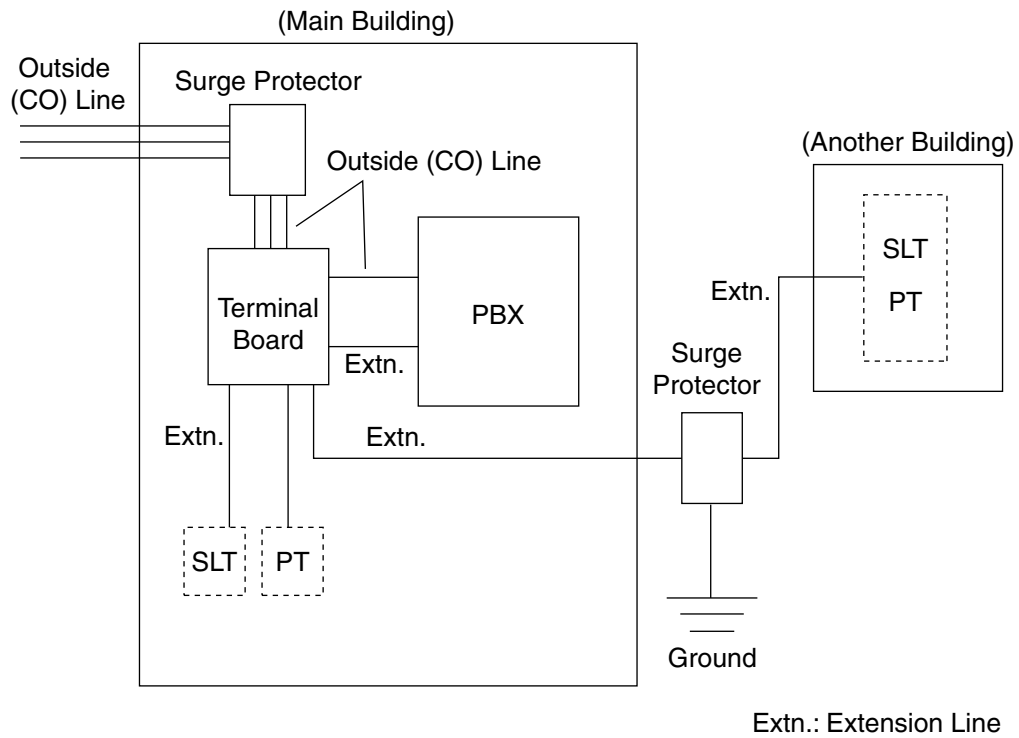 (Main Building)
Outside
(CO) Line
Surge Protector
Outside (CO) Line
(Another Building)
SLT
PT
Extn.
Terminal
Board
PBX
Extn.
Surge
Protector
Extn.
Extn.
SLT
PT
Ground
Extn.: Extension Line